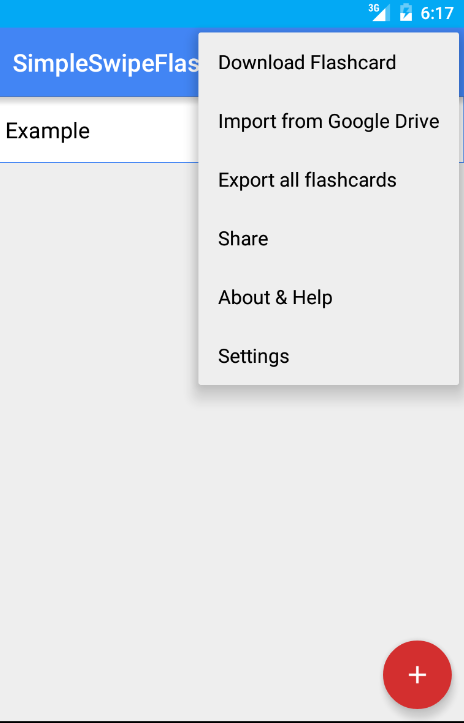 3G 6:17
SimpleSwipeFlas
Example
Download Flashcard
Import from Google Drive
Export all flashcards
Share
About & Help
Settings
+